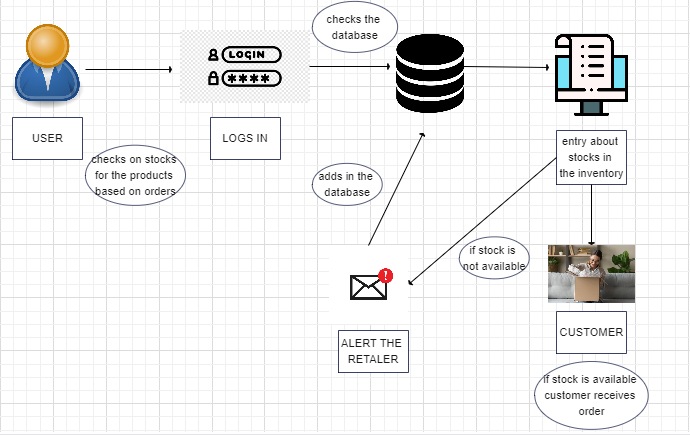 checks the
database
LOGIN
****
USER
LOGS IN
checks on stocks
for the products
based on orders
entry about
stocks in
the inventory
adds in the
database
if stock is
not available
!
ALERT THE
RETALER
CUSTOMER
if stock is available
customer receives
order